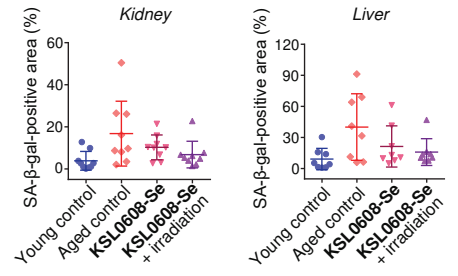 Kidney
SA-β-gal-positive area (%)
60
40
20
0
Young control
Aged control
KSL0608-Se
KSL0608-Se
+ irradiation
Liver
SA-β-gal-positive area (%)
120
90
60
30
0
Young control
Aged control
KSL0608-Se
KSL0608-Se
+ irradiation